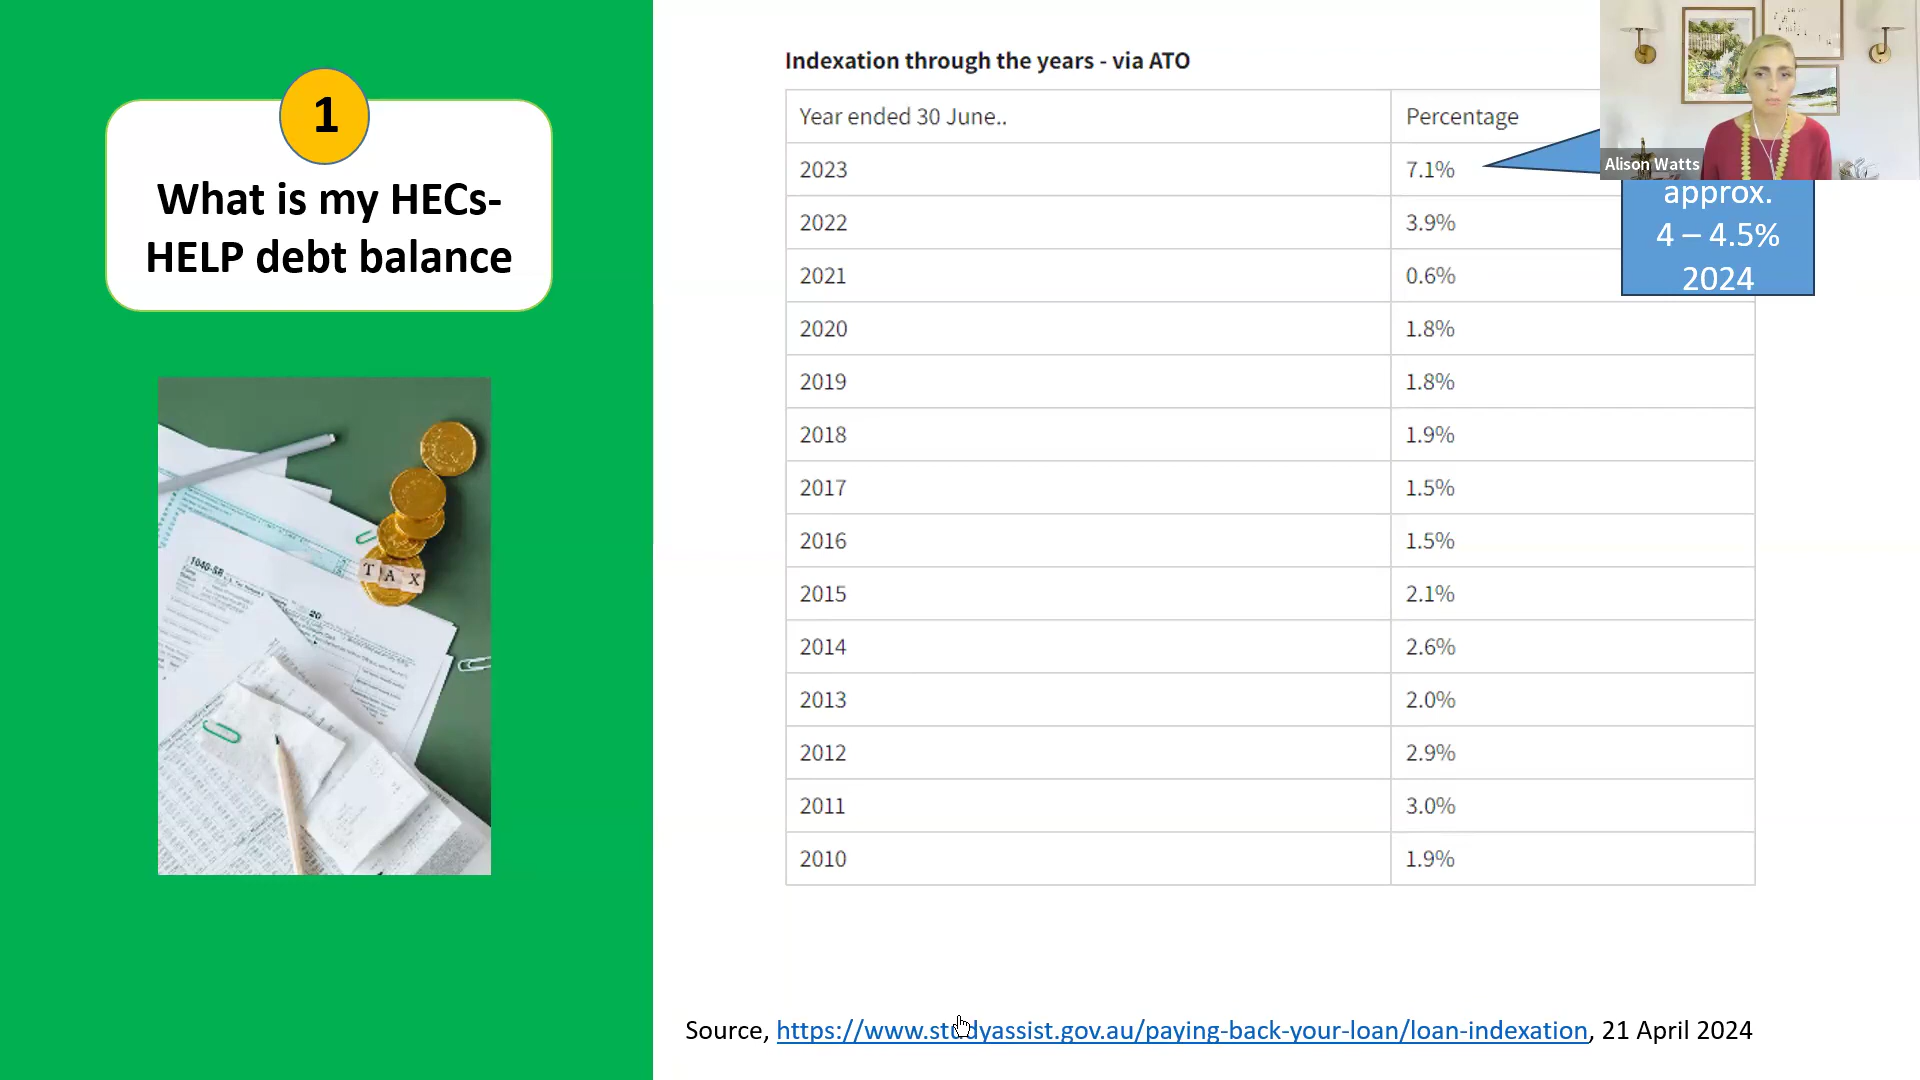 1
What is my HECs-
HELP debt balance
1040-SR
20
T A X
Indexation through the years - via ATO
Year ended 30 June.. Percentage
2023 7.1%
2022 3.9%
2021 0.6%
2020 1.8%
2019 1.8%
2018 1.9%
2017 1.5%
2016 1.5%
2015 2.1%
2014 2.6%
2013 2.0%
2012 2.9%
2011 3.0%
2010 1.9%
Alison Watts
approx.
4 – 4.5%
2024
Source, https://www.studyassist.gov.au/paying-back-your-loan/loan-indexation, 21 April 2024